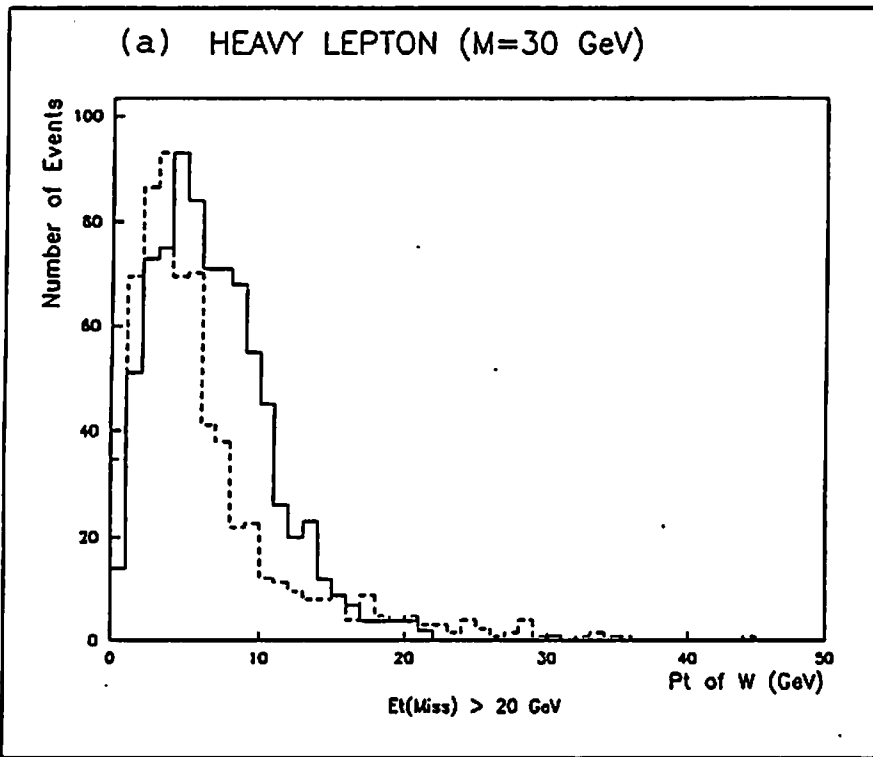 (a) HEAVY LEPTON (M=30 GeV)
Number of Events
100
80
60
40
20
0
0 10 20 30 40 50
Pt of W (GeV)
Et(Miss) > 20 GeV